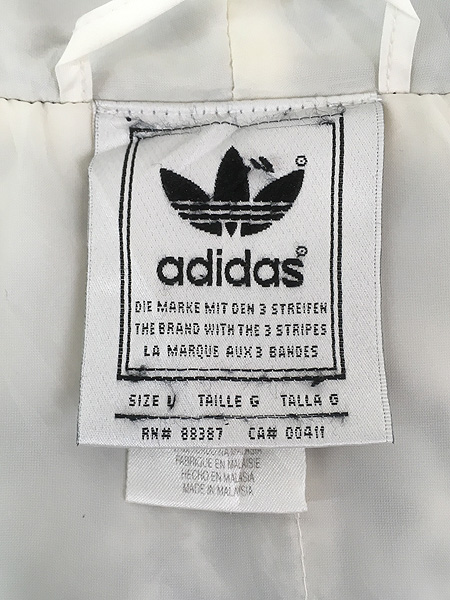 adidas
DIE MARKE MIT DEN 3 STREIFEN
THE BRAND WITH THE 3 STRIPES
LA MARQUE AUX 3 BANDES
SIZE L TAILLE G TALLA G
RN# 88387 CA# 00411
FABRIQUE EN MALAISIE
HECHO EN MALASIA
MADE IN MALAYSIA